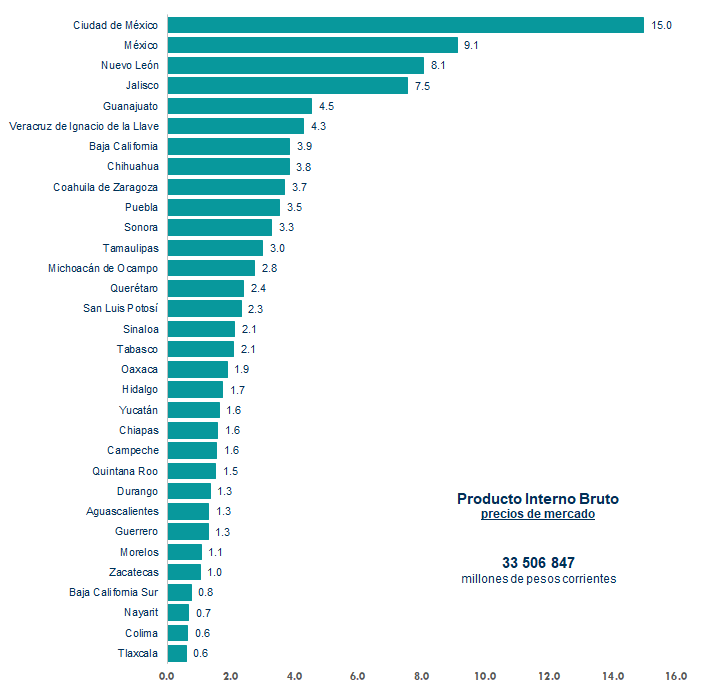 Ciudad de México 15.0
México 9.1
Nuevo León 8.1
Jalisco 7.5
Guanajuato 4.5
Veracruz de Ignacio de la Llave 4.3
Baja California 3.9
Chihuahua 3.8
Coahuila de Zaragoza 3.7
Puebla 3.5
Sonora 3.3
Tamaulipas 3.0
Michoacán de Ocampo 2.8
Querétaro 2.4
San Luis Potosí 2.3
Sinaloa 2.1
Tabasco 2.1
Oaxaca 1.9
Hidalgo 1.7
Yucatán 1.6
Chiapas 1.6
Campeche 1.6
Quintana Roo 1.5
Durango 1.3
Aguascalientes 1.3
Guerrero 1.3
Morelos 1.1
Zacatecas 1.0
Baja California Sur 0.8
Nayarit 0.7
Colima 0.6
Tlaxcala 0.6
Producto Interno Bruto
precios de mercado
33 506 847
millones de pesos corrientes
0.0 2.0 4.0 6.0 8.0 10.0 12.0 14.0 16.0